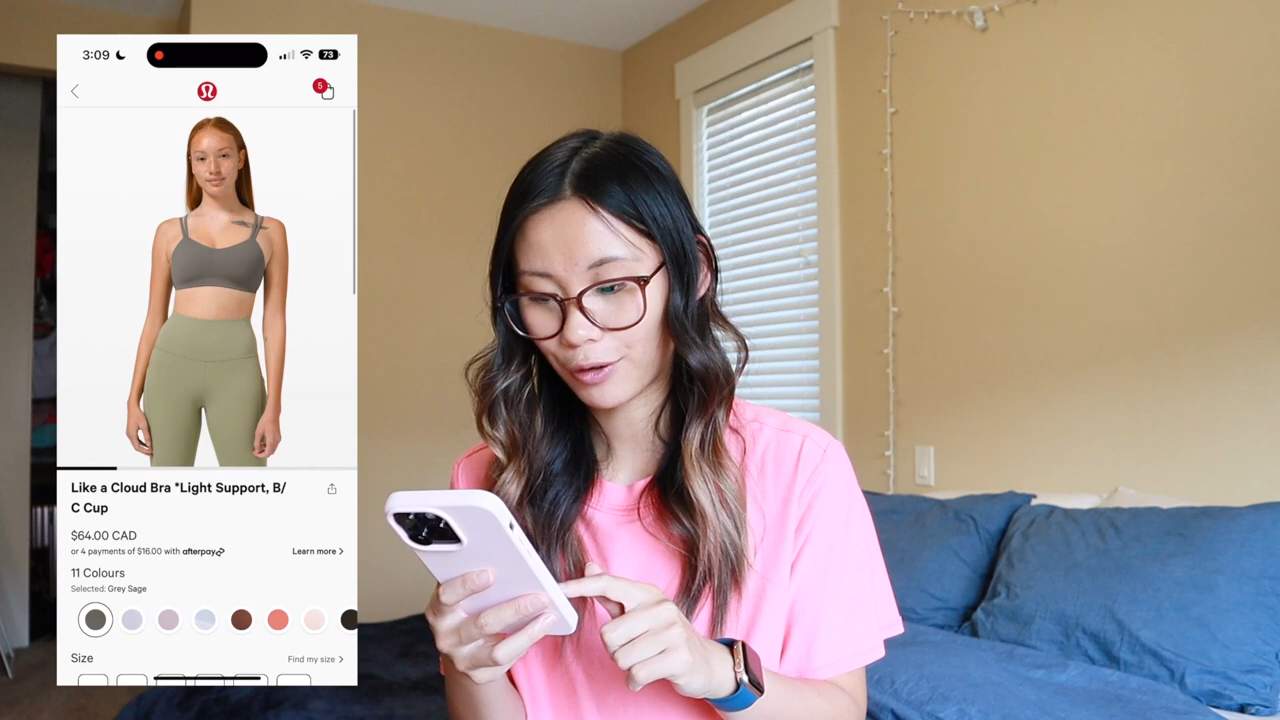 3:09
73
5
Like a Cloud Bra *Light Support, B/
C Cup
$64.00 CAD
or 4 payments of $16.00 with afterpay
Learn more
11 Colours
Selected: Grey Sage
Size
Find my size